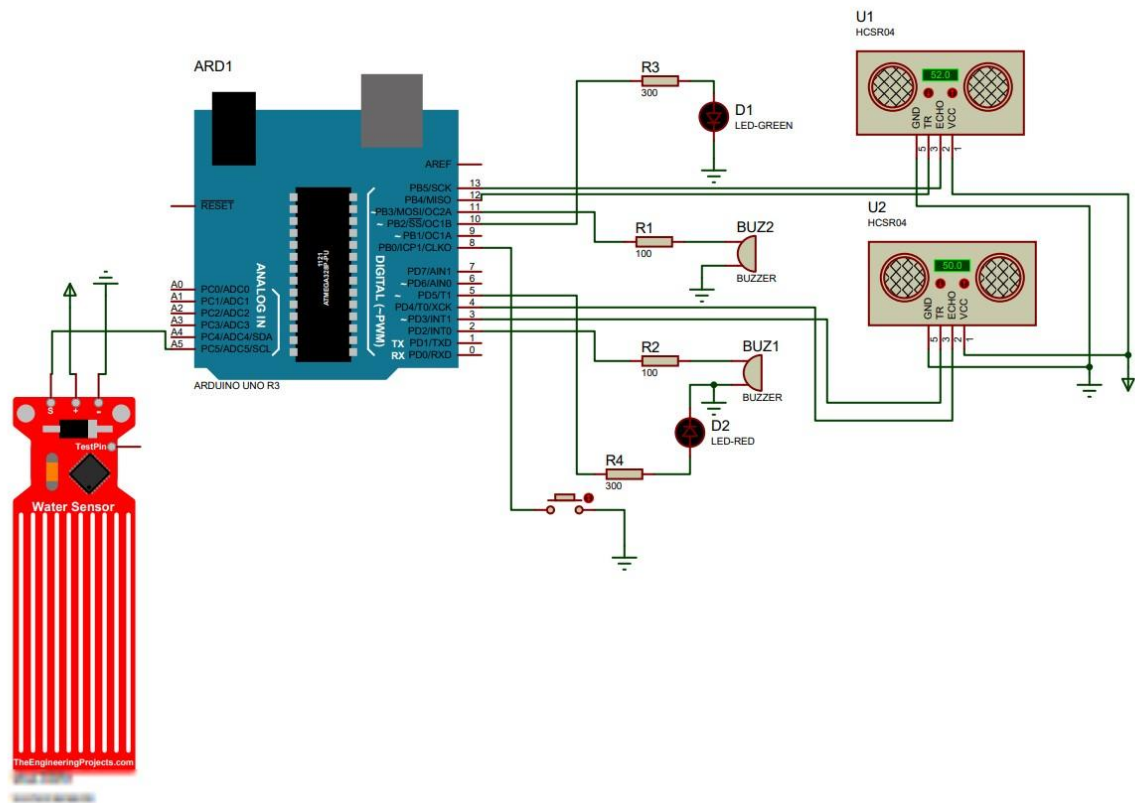 U1
HCSR04
52.0
GND
TR
ECHO
VCC
5
3
2
1
ARD1
R3
300
D1
LED-GREEN
AREF
PB5/SCK 13
PB4/MISO 12
~PB3/MOSI/OC2A 11
~ PB2/SS/OC1B 10
~ PB1/OC1A 9
PB0/ICP1/CLKO 8
PD7/AIN1 7
~ PD6/AIN0 6
~ PD5/T1 5
PD4/T0/XCK 4
~ PD3/INT1 3
PD2/INT0 2
TX PD1/TXD 1
RX PD0/RXD 0
RESET
1121
ATMEGA328P-PU
DIGITAL (~PWM)
ANALOG IN
A0 PC0/ADC0
A1 PC1/ADC1
A2 PC2/ADC2
A3 PC3/ADC3
A4 PC4/ADC4/SDA
A5 PC5/ADC5/SCL
ARDUINO UNO R3
U2
HCSR04
50.0
GND
TR
ECHO
VCC
5
3
2
1
R1
100
BUZ2
BUZZER
R2
100
BUZ1
BUZZER
D2
LED-RED
R4
300
S + -
TestPin
Water Sensor
TheEngineeringProjects.com